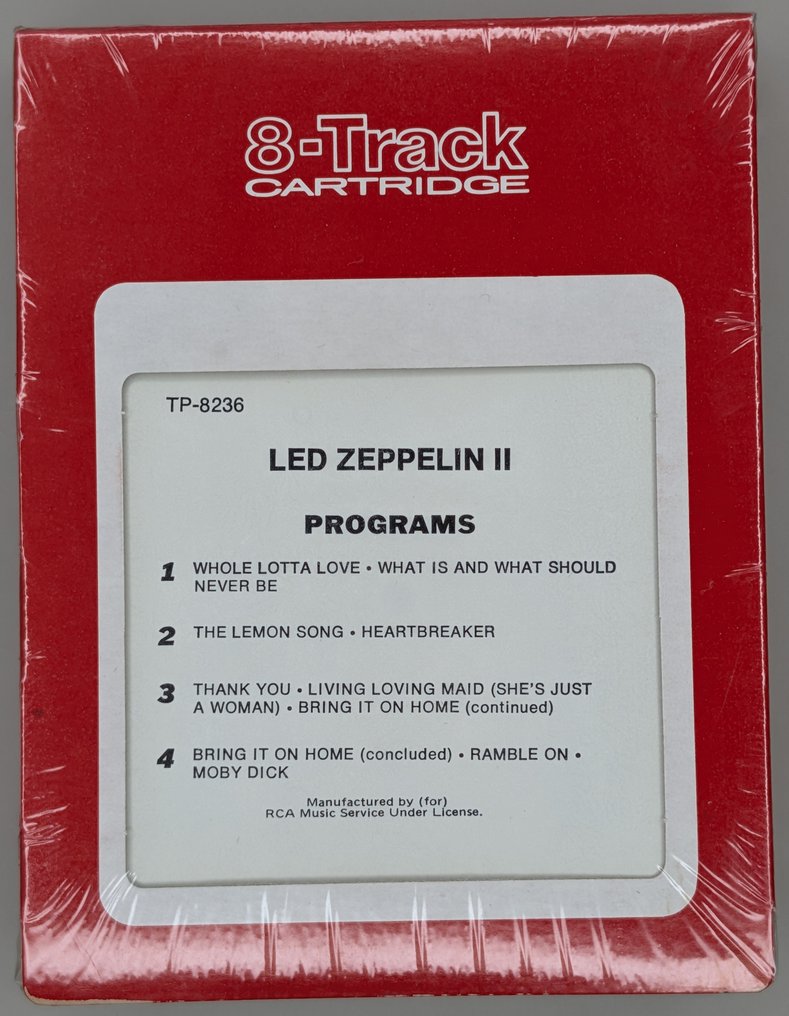 8-Track
CARTRIDGE
TP-8236
LED ZEPPELIN II
PROGRAMS
1 WHOLE LOTTA LOVE • WHAT IS AND WHAT SHOULD
NEVER BE
2 THE LEMON SONG • HEARTBREAKER
3 THANK YOU • LIVING LOVING MAID (SHE'S JUST
A WOMAN) • BRING IT ON HOME (continued)
4 BRING IT ON HOME (concluded) • RAMBLE ON •
MOBY DICK
Manufactured by (for)
RCA Music Service Under License.